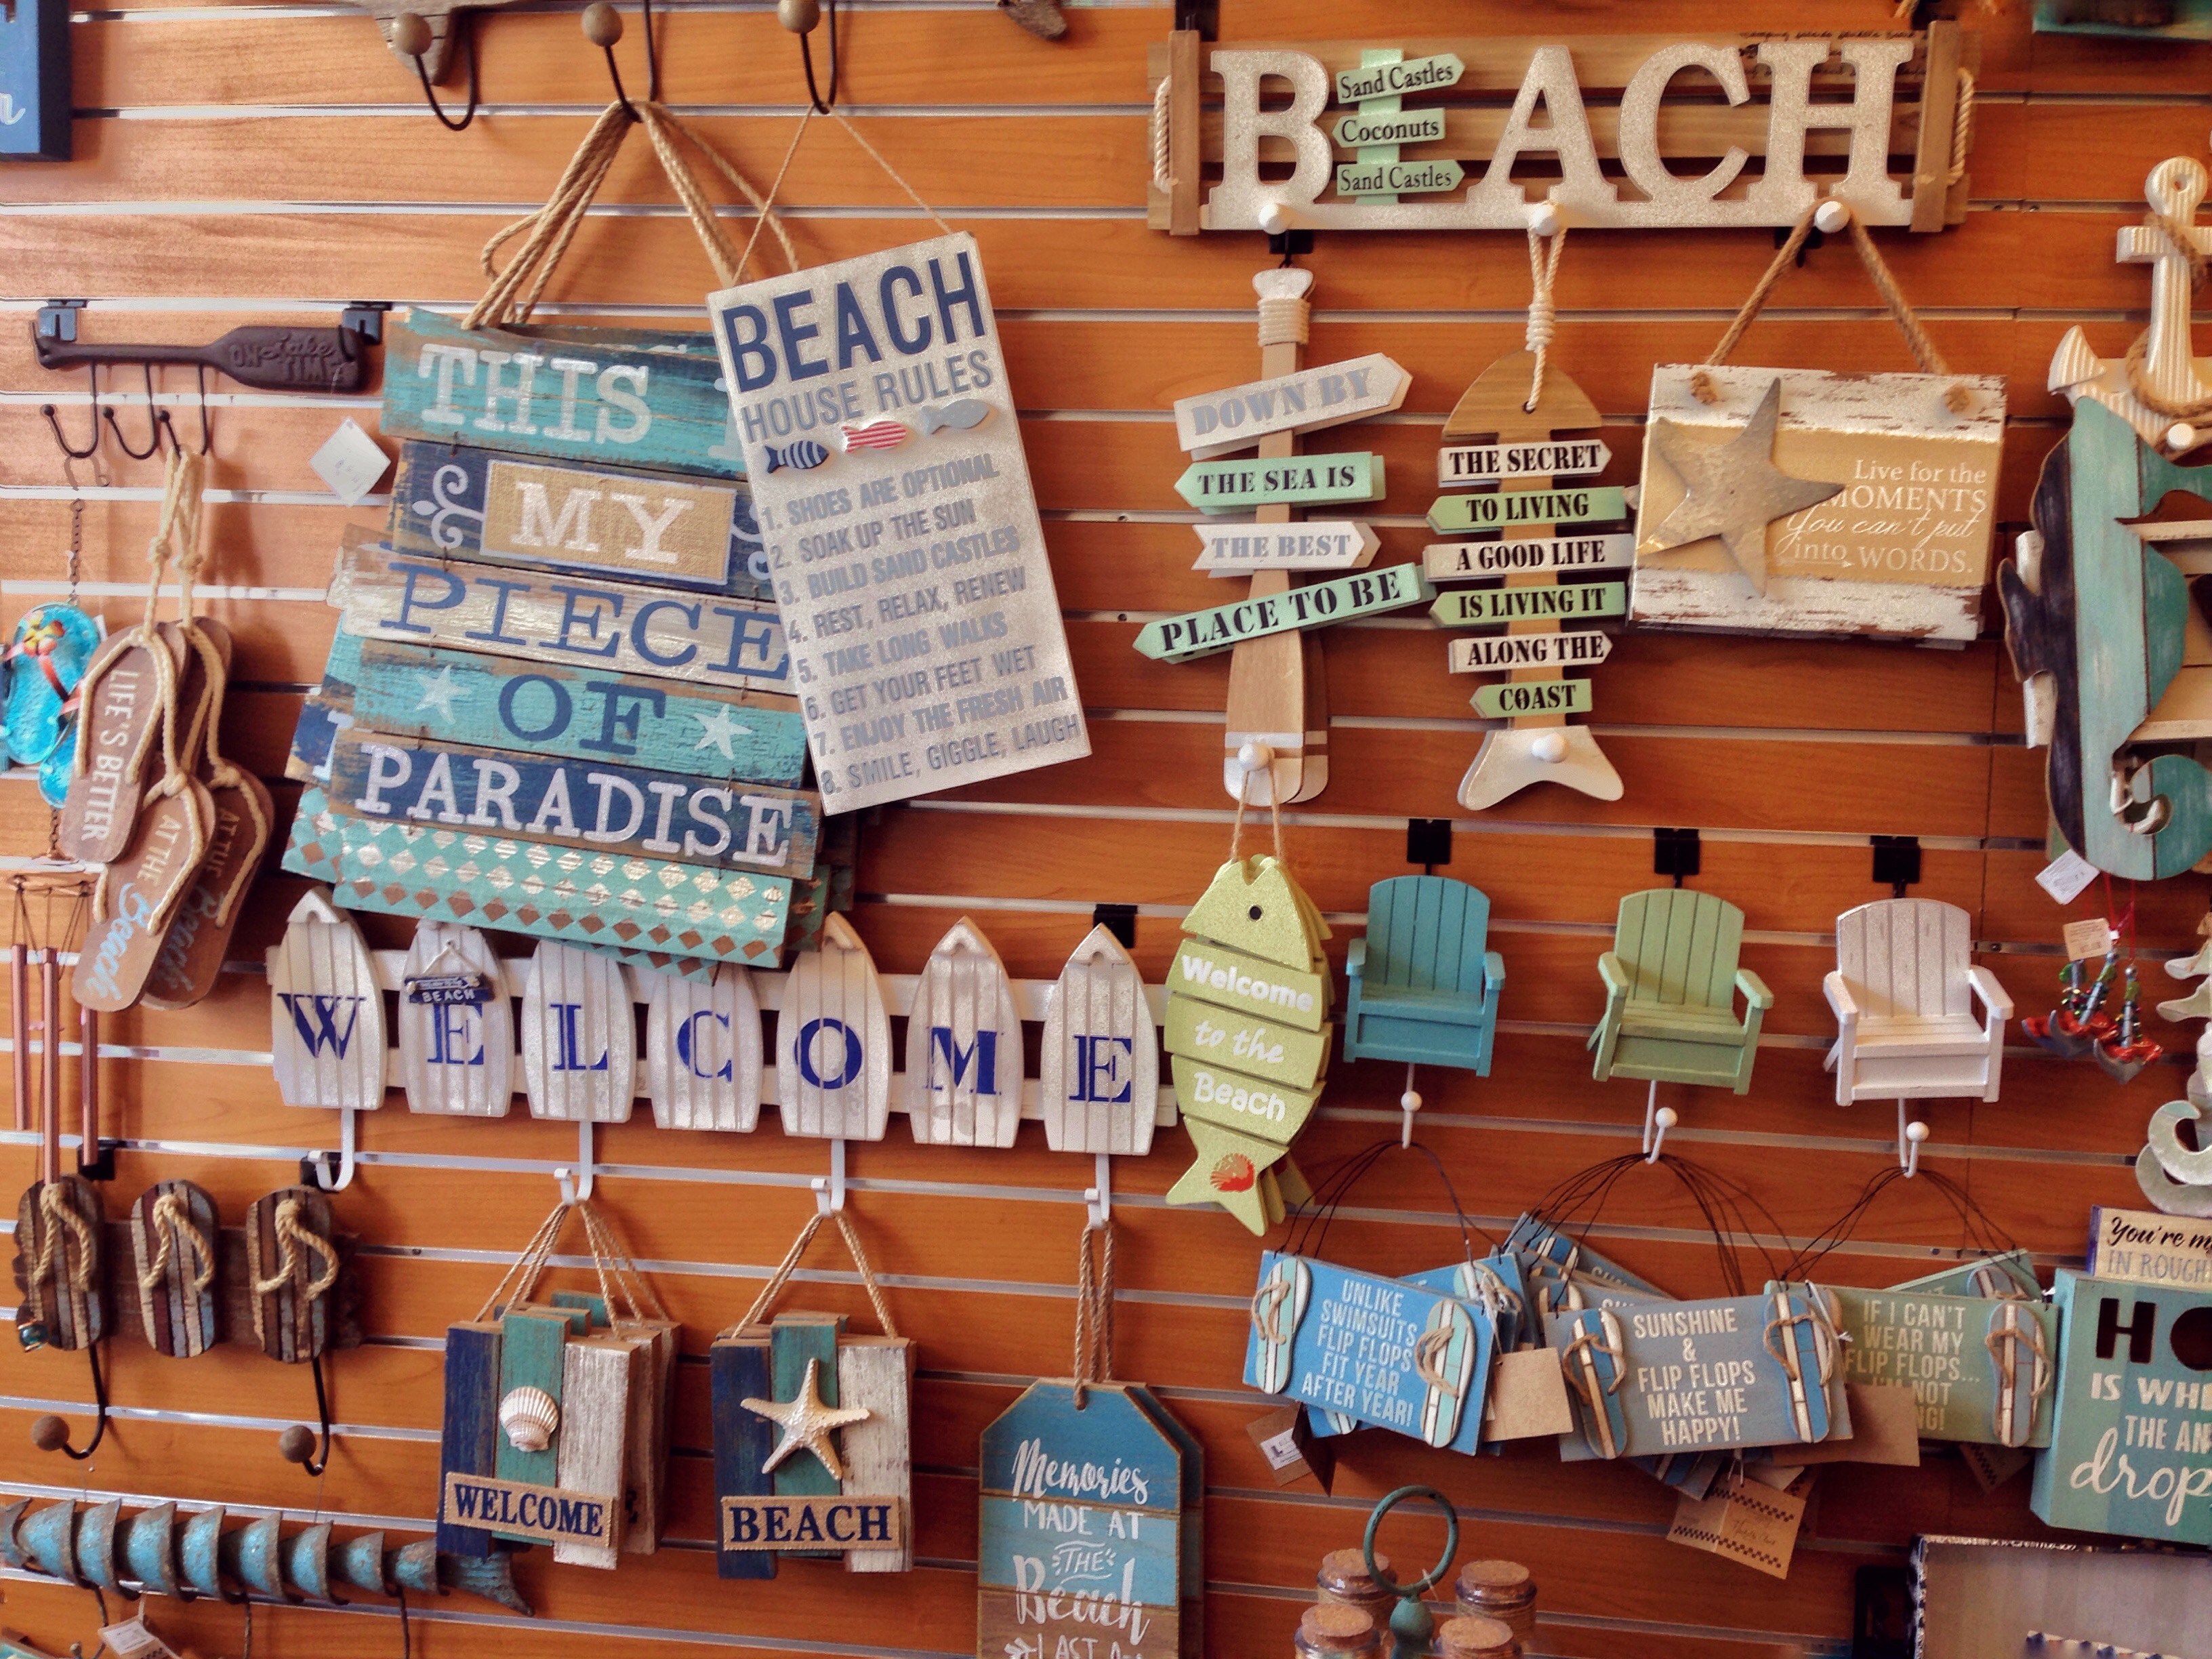 BEACH
Sand Castles
Coconuts
Sand Castles
ON Lake TIME
THIS
MY
PIECE
OF
PARADISE
BEACH
HOUSE RULES
1. SHOES ARE OPTIONAL
2. SOAK UP THE SUN
3. BUILD SAND CASTLES
4. REST, RELAX, RENEW
5. TAKE LONG WALKS
6. GET YOUR FEET WET
7. ENJOY THE FRESH AIR
8. SMILE, GIGGLE, LAUGH
DOWN BY
THE SEA IS
THE BEST
PLACE TO BE
THE SECRET
TO LIVING
A GOOD LIFE
IS LIVING IT
ALONG THE
COAST
Live for the
MOMENTS
You can't put
into WORDS.
LIFE'S BETTER
AT THE
Beach
AT THE
Beach
WELCOME
BEACH
Welcome
to the
Beach
WELCOME
BEACH
Memories
MADE AT
THE
Beach
LAST A
UNLIKE
SWIMSUITS
FLIP FLOPS
FIT YEAR
AFTER YEAR!
SUNSHINE
&
FLIP FLOPS
MAKE ME
HAPPY!
IF I CAN'T
WEAR MY
FLIP FLOPS...
I'M NOT
You're
IN ROUGH
IS
THE
drop